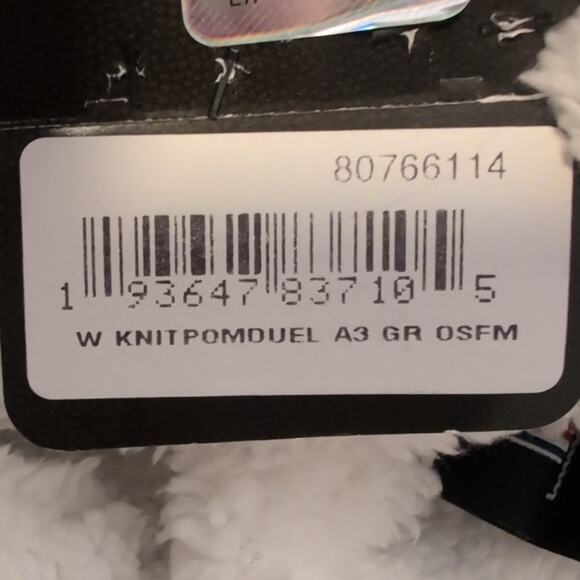 80766114
1 93647 83710 5
W KNITPOMDUEL A3 GR OSFM